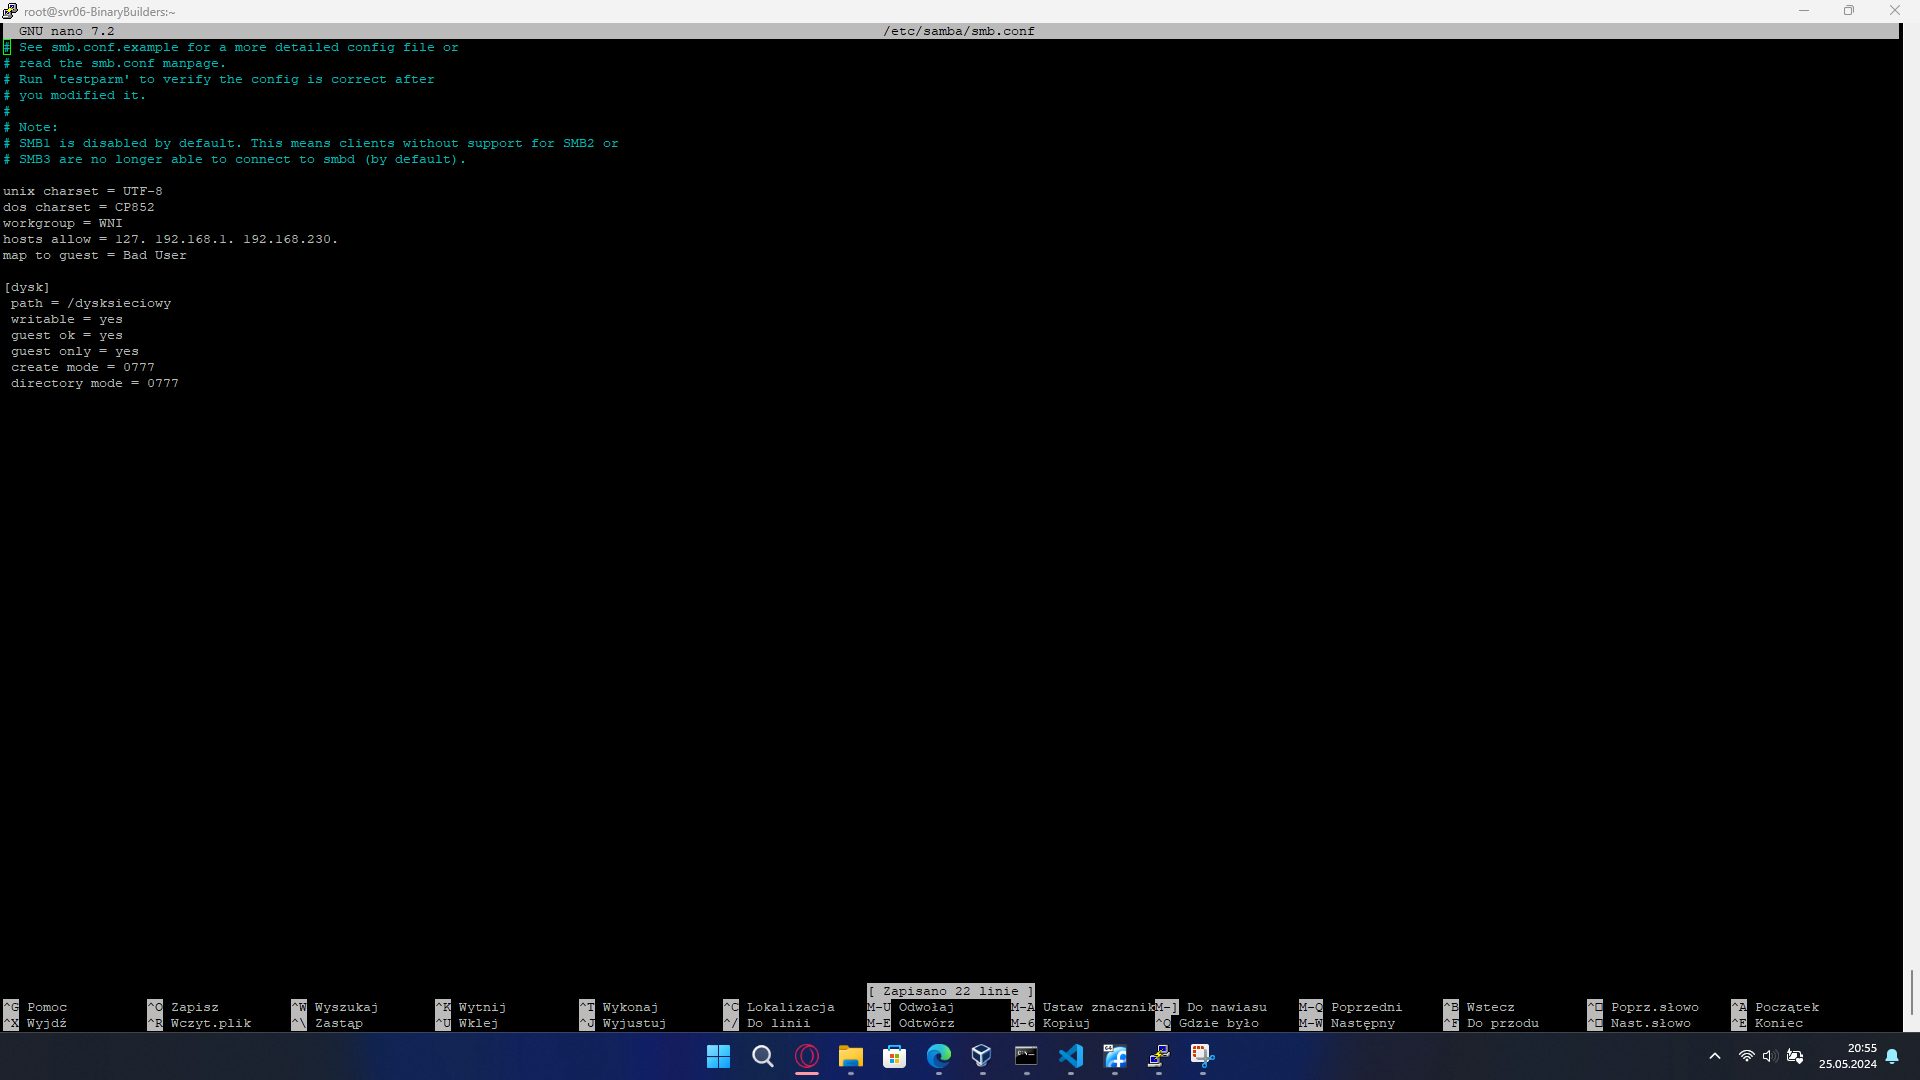 root@svr06-BinaryBuilders:~
GNU nano 7.2 /etc/samba/smb.conf
# See smb.conf.example for a more detailed config file or
# read the smb.conf manpage.
# Run 'testparm' to verify the config is correct after
# you modified it.
#
# Note:
# SMB1 is disabled by default. This means clients without support for SMB2 or
# SMB3 are no longer able to connect to smbd (by default).
unix charset = UTF-8
dos charset = CP852
workgroup = WNI
hosts allow = 127. 192.168.1. 192.168.230.
map to guest = Bad User
[dysk]
path = /dysksieciowy
writable = yes
guest ok = yes
guest only = yes
create mode = 0777
directory mode = 0777
[ Zapisano 22 linie ]
^G Pomoc ^O Zapisz ^W Wyszukaj ^K Wytnij ^T Wykonaj ^C Lokalizacja M-U Odwołaj M-A Ustaw znacznik M-] Do nawiasu M-Q Poprzedni ^B Wstecz ^□ Poprz.słowo ^A Początek
^X Wyjdź ^R Wczyt.plik ^\ Zastąp ^U Wklej ^J Wyjustuj ^/ Do linii M-E Odtwórz M-6 Kopiuj ^Q Gdzie było M-W Następny ^F Do przodu ^□ Nast.słowo ^E Koniec
20:55
25.05.2024